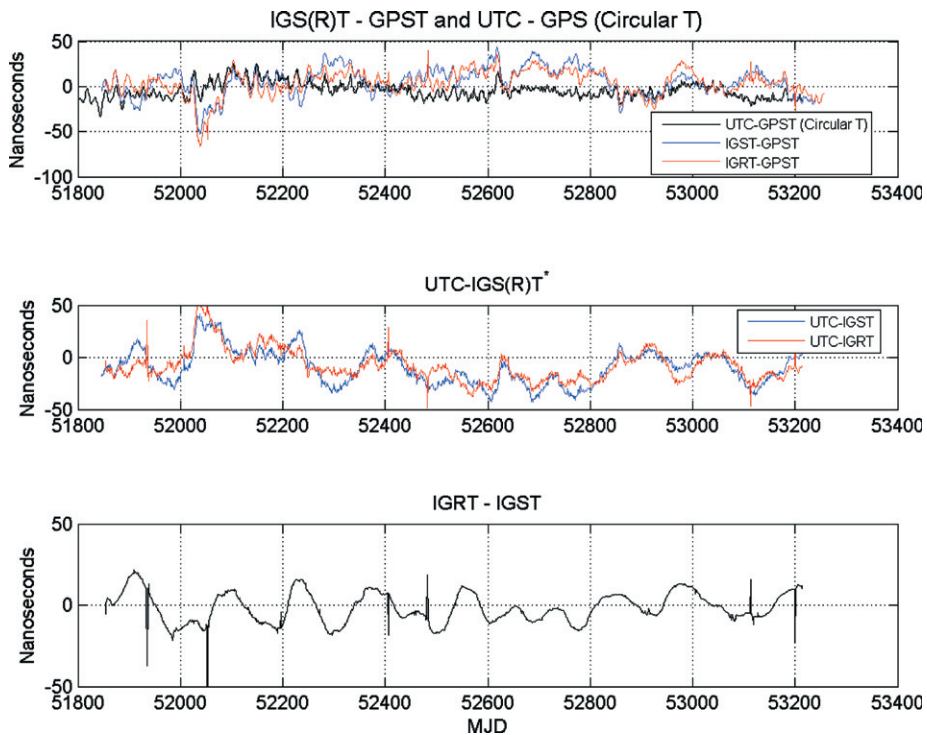 IGS(R)T - GPST and UTC - GPS (Circular T)
Nanoseconds
50
0
-50
-100
UTC-GPST (Circular T)
IGST-GPST
IGRT-GPST
51800 52000 52200 52400 52600 52800 53000 53200 53400
UTC-IGS(R)T*
Nanoseconds
50
0
-50
UTC-IGST
UTC-IGRT
51800 52000 52200 52400 52600 52800 53000 53200 53400
IGRT - IGST
Nanoseconds
50
0
-50
51800 52000 52200 52400 52600 52800 53000 53200 53400
MJD